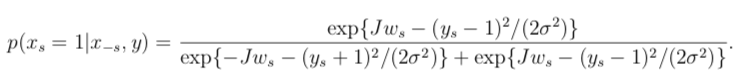 p(x_s = 1|x_{-s}, y) = \frac{\exp\{Jw_s - (y_s - 1)^2/(2\sigma^2)\}}{\exp\{-Jw_s - (y_s + 1)^2/(2\sigma^2)\} + \exp\{Jw_s - (y_s - 1)^2/(2\sigma^2)\}}.